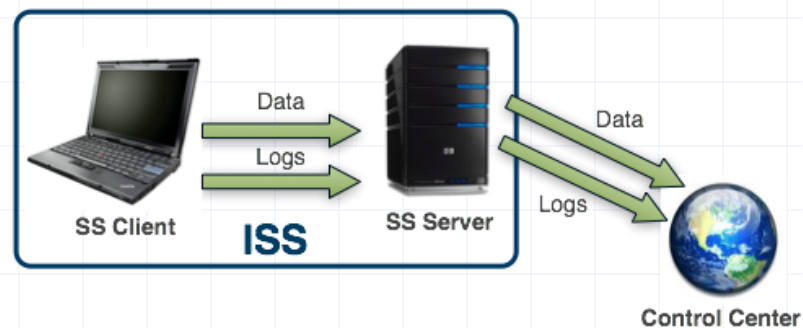 Data
Logs
SS Client
ISS
SS Server
Data
Logs
Control Center